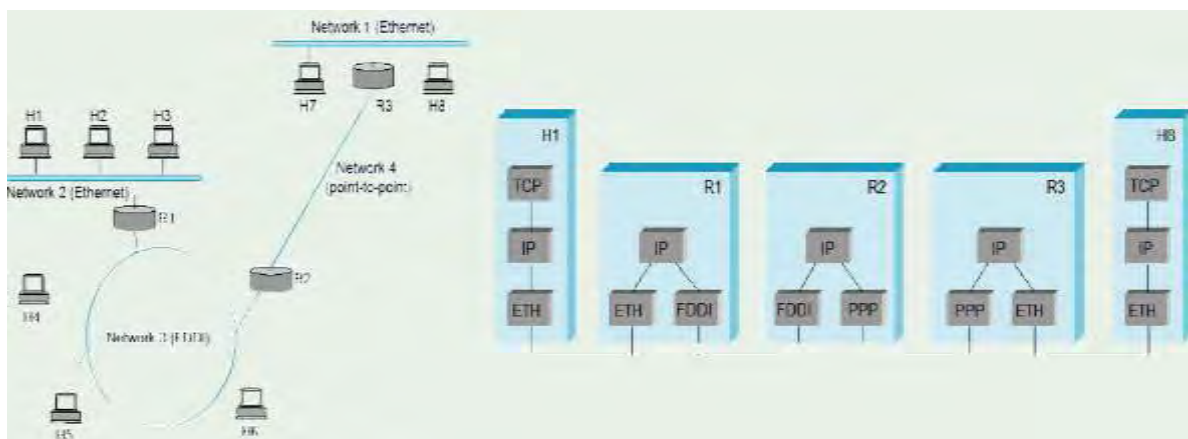 Network 1 (Ethernet)
H7
R3
H8
H1
H2
H3
Network 2 (Ethernet)
R1
Network 4
(point-to-point)
R2
H4
Network 3 (FDDI)
H5
H6
H1
TCP
IP
ETH
R1
IP
ETH
FDDI
R2
IP
FDDI
PPP
R3
IP
PPP
ETH
H8
TCP
IP
ETH